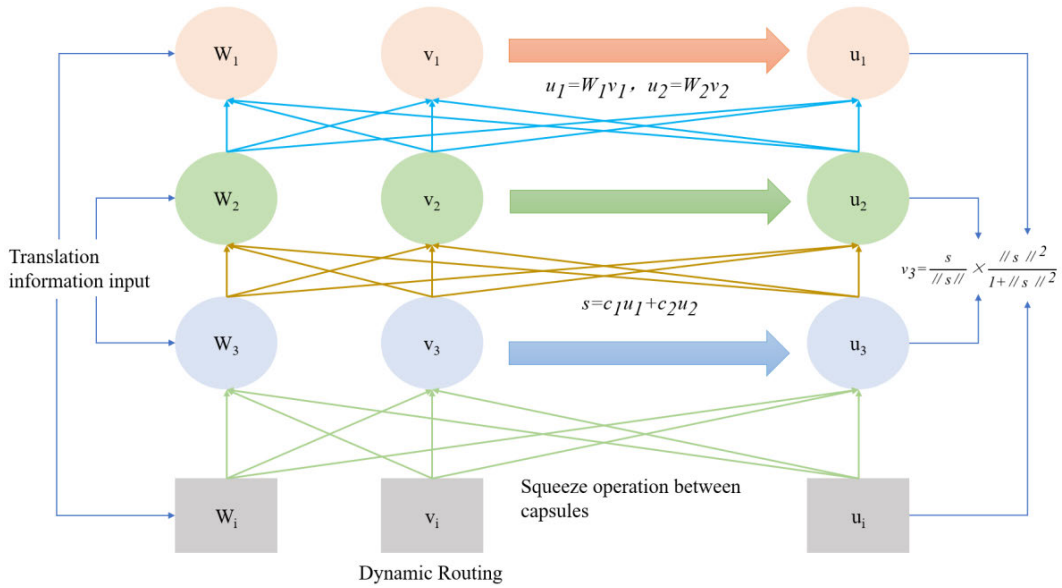 W₁ v₁ u₁
u₁=W₁v₁, u₂=W₂v₂
W₂ v₂ u₂
Translation
information input
v₃= s/∥s∥ × ∥s∥²/1+∥s∥²
s=c₁u₁+c₂u₂
W₃ v₃ u₃
Squeeze operation between
capsules
Wᵢ vᵢ uᵢ
Dynamic Routing